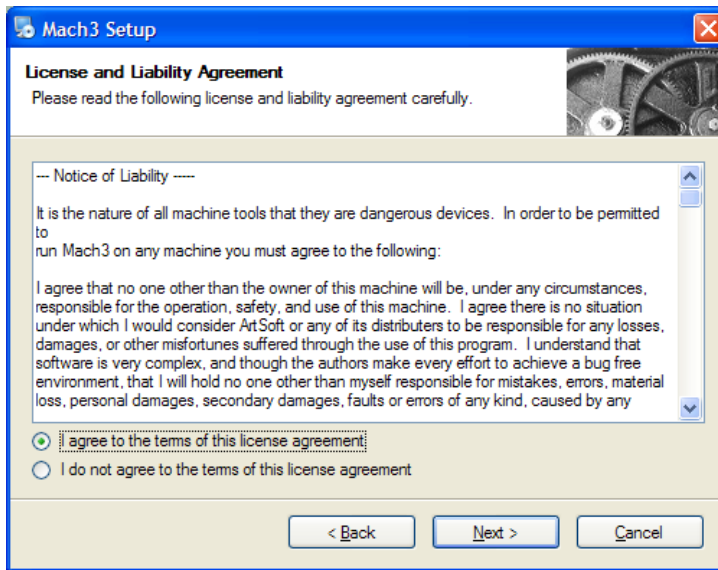 Mach3 Setup
License and Liability Agreement
Please read the following license and liability agreement carefully.
--- Notice of Liability -----
It is the nature of all machine tools that they are dangerous devices.  In order to be permitted
to
run Mach3 on any machine you must agree to the following:
I agree that no one other than the owner of this machine will be, under any circumstances,
responsible for the operation, safety, and use of this machine.  I agree there is no situation
under which I would consider ArtSoft or any of its distributers to be responsible for any losses,
damages, or other misfortunes suffered through the use of this program.  I understand that
software is very complex, and though the authors make every effort to achieve a bug free
environment, that I will hold no one other than myself responsible for mistakes, errors, material
loss, personal damages, secondary damages, faults or errors of any kind, caused by any
I agree to the terms of this license agreement
I do not agree to the terms of this license agreement
< Back
Next >
Cancel